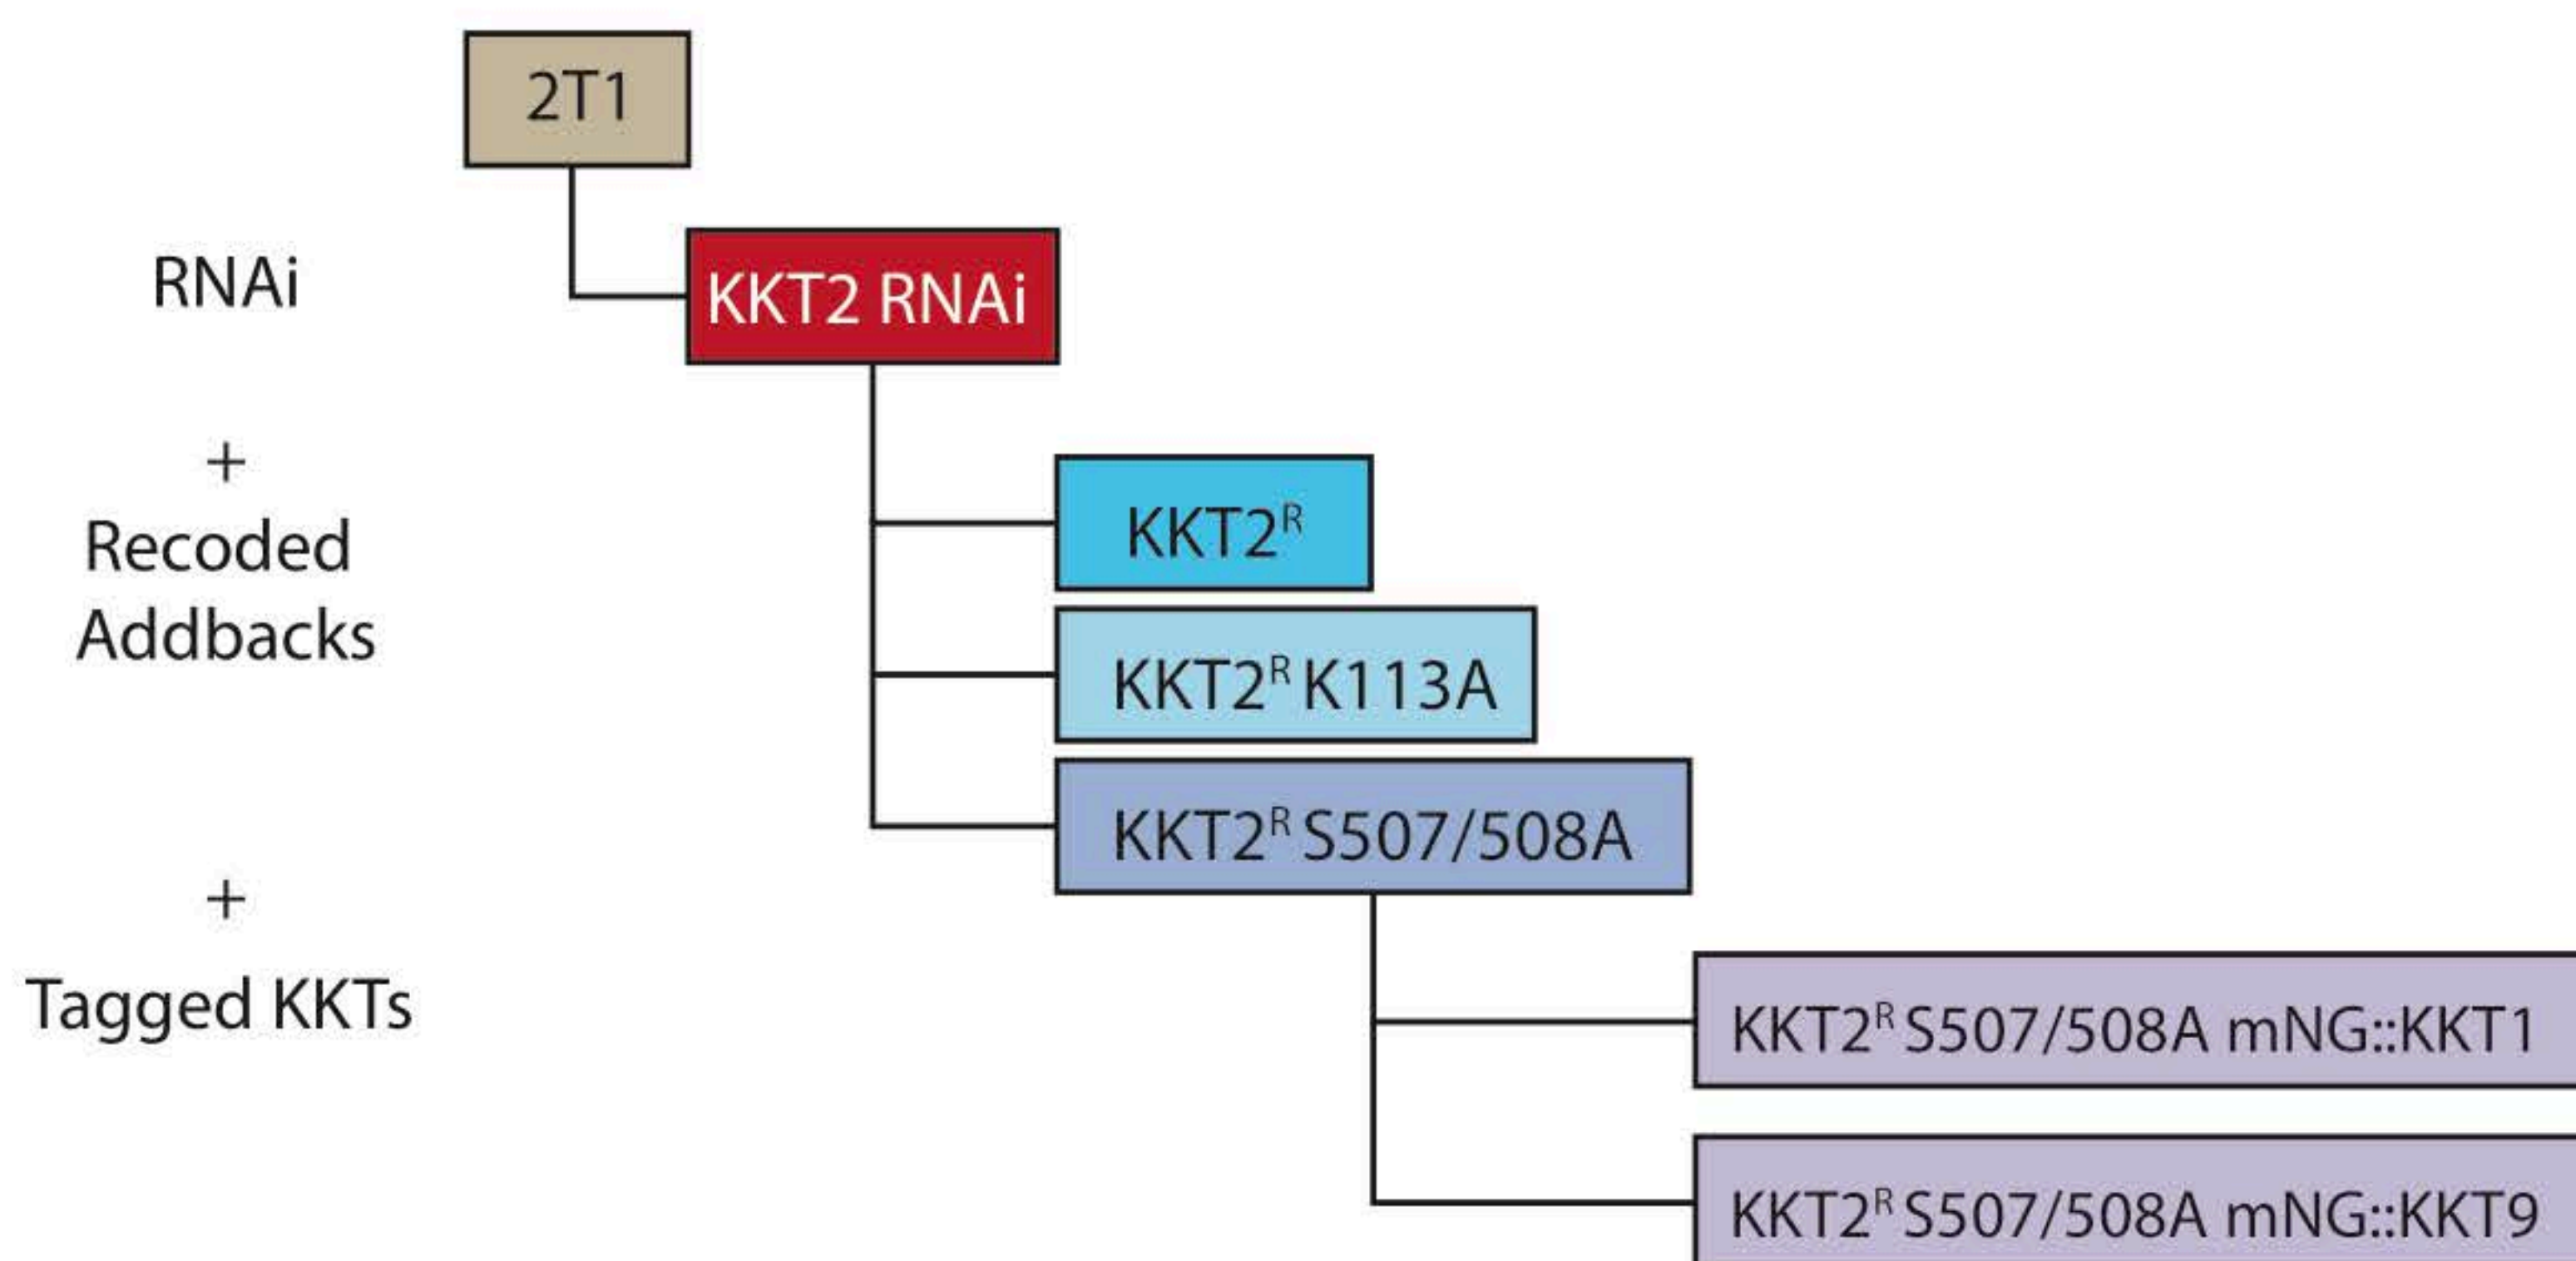 2T1
RNAi
KKT2 RNAi
+
Recoded
Addbacks
KKT2ᴿ
KKT2ᴿ K113A
KKT2ᴿ S507/508A
+
Tagged KKTs
KKT2ᴿ S507/508A mNG::KKT1
KKT2ᴿ S507/508A mNG::KKT9